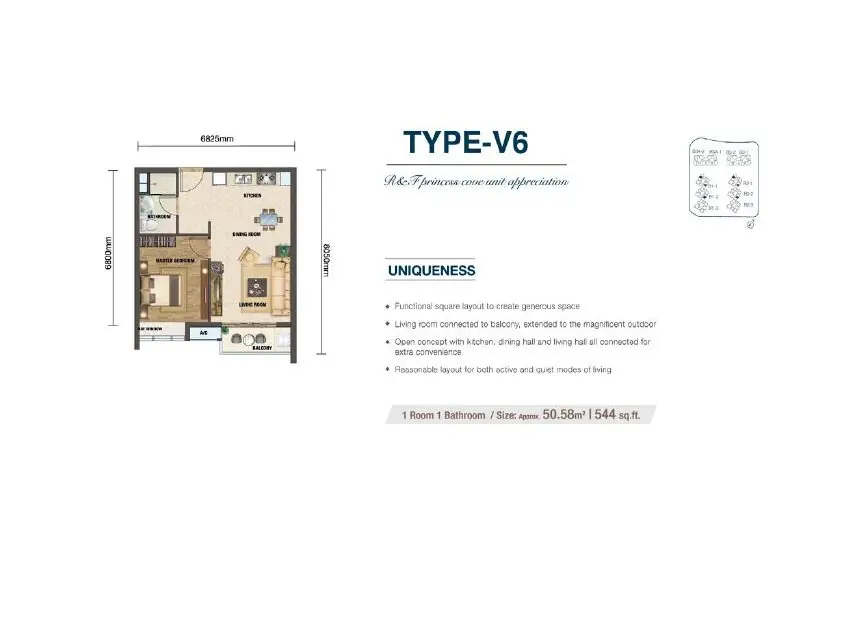 6825mm
6800mm
8050mm
KITCHEN
BATHROOM
DINING ROOM
MASTER BEDROOM
LIVING ROOM
BAY WINDOW
A/C
BALCONY
TYPE-V6
R&F princess cove unit appreciation
UNIQUENESS
Functional square layout to create generous space
Living room connected to balcony, extended to the magnificent outdoor
Open concept with kitchen, dining hall and living hall all connected for
extra convenience
Reasonable layout for both active and quiet modes of living
1 Room 1 Bathroom / Size: Approx. 50.58m² | 544 sq.ft.